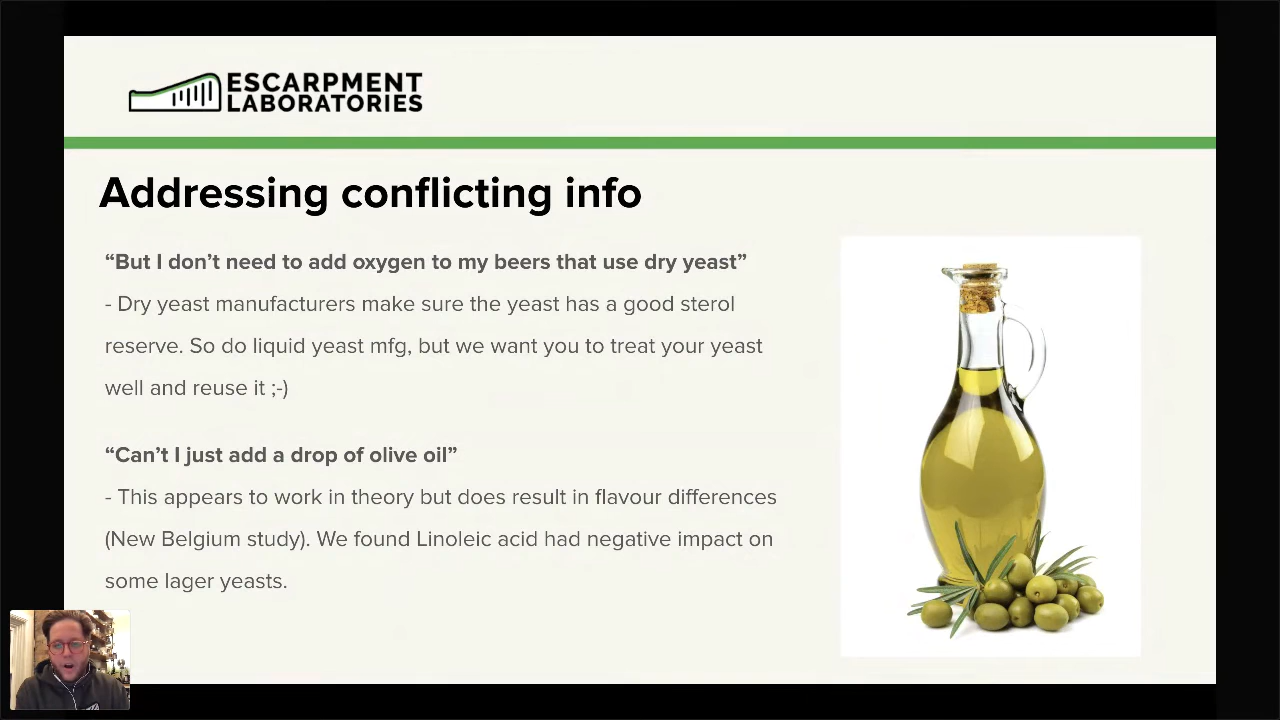 ESCARPMENT
LABORATORIES
Addressing conflicting info
“But I don’t need to add oxygen to my beers that use dry yeast”
- Dry yeast manufacturers make sure the yeast has a good sterol
reserve. So do liquid yeast mfg, but we want you to treat your yeast
well and reuse it ;-)
“Can’t I just add a drop of olive oil”
- This appears to work in theory but does result in flavour differences
(New Belgium study). We found Linoleic acid had negative impact on
some lager yeasts.